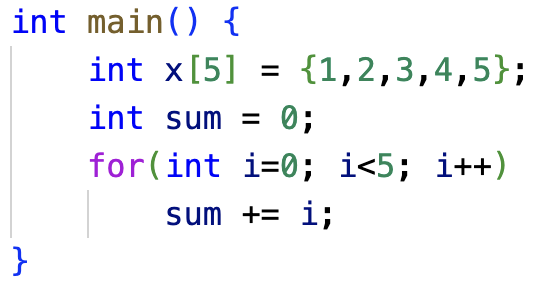 int main() {
    int x[5] = {1,2,3,4,5};
    int sum = 0;
    for(int i=0; i<5; i++)
        sum += i;
}